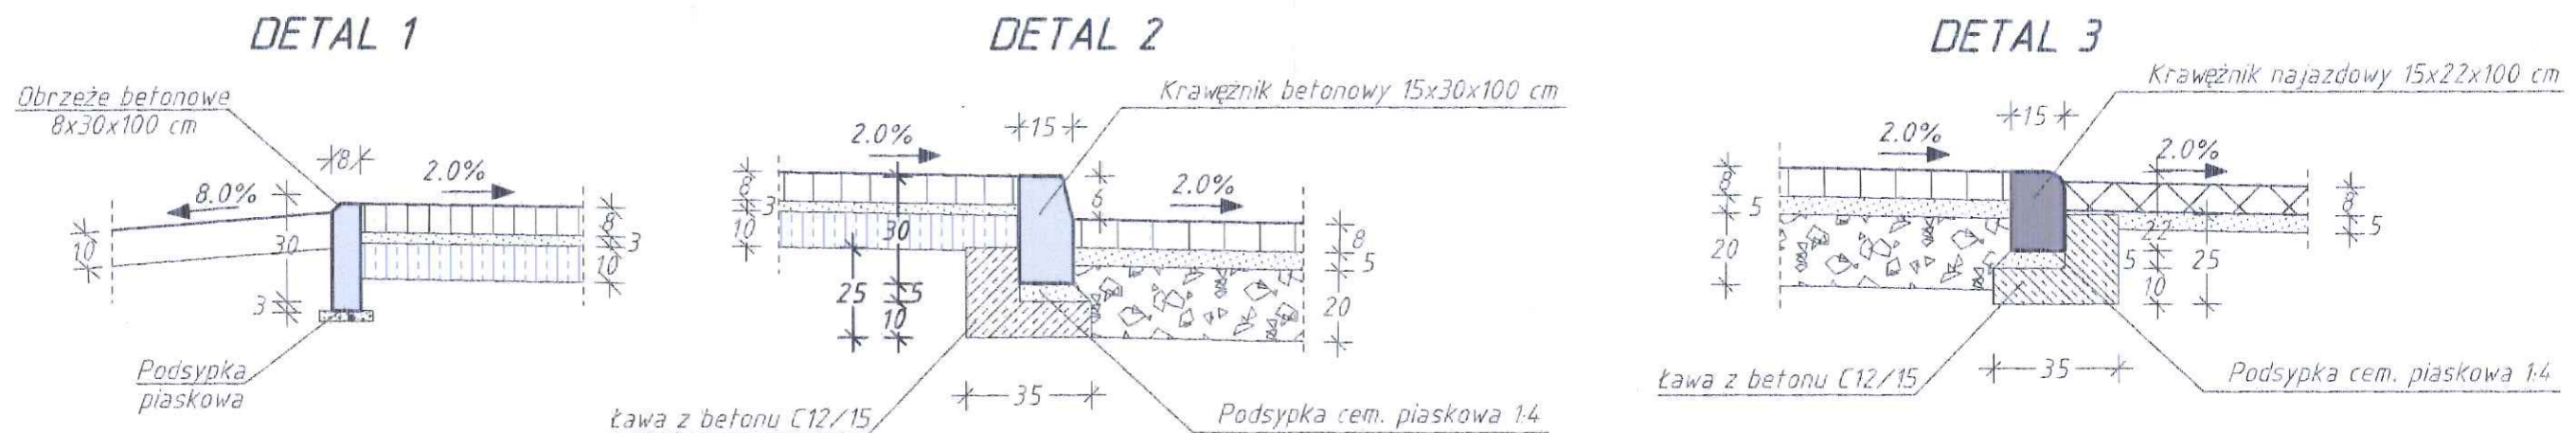 DETAL 1
Obrzeże betonowe
8x30x100 cm
8
8.0%
2.0%
10
30
3
8
3
10
Podsypka
piaskowa
DETAL 2
Krawężnik betonowy 15x30x100 cm
15
2.0%
2.0%
8
3
10
6
30
8
5
20
25
5
10
35
Ława z betonu C12/15
Podsypka cem. piaskowa 1:4
DETAL 3
Krawężnik najazdowy 15x22x100 cm
15
2.0%
2.0%
8
5
20
8
5
22
5
10
25
35
Ława z betonu C12/15
Podsypka cem. piaskowa 1:4